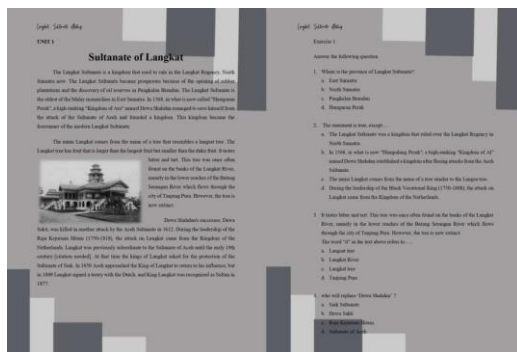 English Sultanate History
UNIT 1
Sultanate of Langkat
The Langkat Sultanate is a kingdom that used to rule in the Langkat Regency, North
Sumatra now. The Langkat Sultanate became prosperous because of the opening of rubber
plantations and the discovery of oil reserves in Pangkalan Brandan. The Langkat Sultanate is
the oldest of the Malay monarchies in East Sumatra. In 1568, in what is now called "Hamparan
Perak", a high-ranking "Kingdom of Aru" named Dewa Shahdan managed to save himself from
the attack of the Sultanate of Aceh and founded a kingdom. This kingdom became the
forerunner of the modern Langkat Sultanate.
The name Langkat comes from the name of a tree that resembles a langsat tree. The
Langkat tree has fruit that is larger than the langsat fruit but smaller than the duku fruit. It tastes
bitter and tart. This tree was once often
found on the banks of the Langkat River,
namely in the lower reaches of the Batang
Serangan River which flows through the
city of Tanjung Pura. However, the tree is
now extinct.
Dewa Shahdan's successor, Dewa
Sakti, was killed in another attack by the Aceh Sultanate in 1612. During the leadership of the
Raja Kejuruan Hitam (1750-1818), the attack on Langkat came from the Kingdom of the
Netherlands. Langkat was previously subordinate to the Sultanate of Aceh until the early 19th
century [citation needed]. At that time the kings of Langkat asked for the protection of the
Sultanate of Siak. In 1850 Aceh approached the King of Langkat to return to his influence, but
in 1869 Langkat signed a treaty with the Dutch, and King Langkat was recognized as Sultan in
1877.
English Sultanate History
Exercise 1
Answer the following question
1. Where is the province of Langkat Sultanate?
a. East Sumatra
b. North Sumatra
c. Pangkalan Brandan
d. Hamparan Perak
2. The statement is true, except…
a. The Langkat Sultanate was a kingdom that ruled over the Langkat Regency in
North Sumatra.
b. In 1568, in what is now "Hamparan Perak", a high-ranking "Kingdom of Al"
named Dewa Shahdan established a kingdom after fleeing attacks from the Aceh
Sultanate.
c. The name Langkat comes from the name of a tree similar to the Langsa tree.
d. During the leadership of the Black Vocational King (1750-1808), the attack on
Langkat came from the Kingdom of the Netherlands.
3. It tastes bitter and tart. This tree was once often found on the banks of the Langkat
River, namely in the lower reaches of the Batang Serangan River which flows through
the city of Tanjung Pura. However, the tree is now extinct
The word "it" in the text above refers to….
a. Langsat tree
b. Langkat River
c. Langkat tree
d. Tanjung Pura
4. who will replace 'Dewa Shahdan' ?
a. Siak Sultanate
b. Dewa Sakti
c. Raja Kejuruan Hitam
d. Sultanate of Aceh